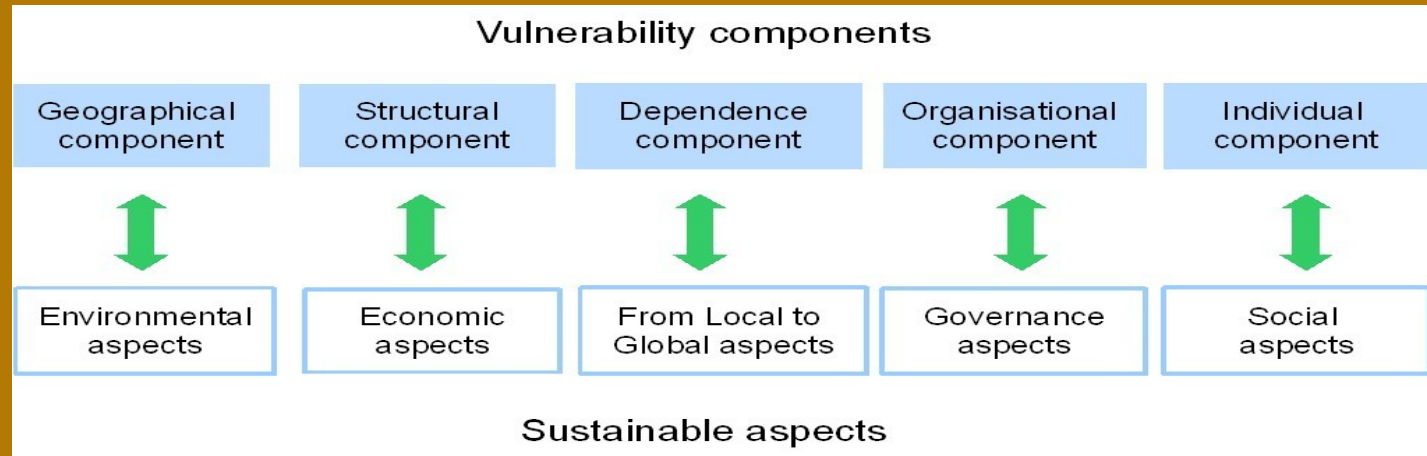 Vulnerability components
Geographical
component
Structural
component
Dependence
component
Organisational
component
Individual
component
Environmental
aspects
Economic
aspects
From Local to
Global aspects
Governance
aspects
Social
aspects
Sustainable aspects